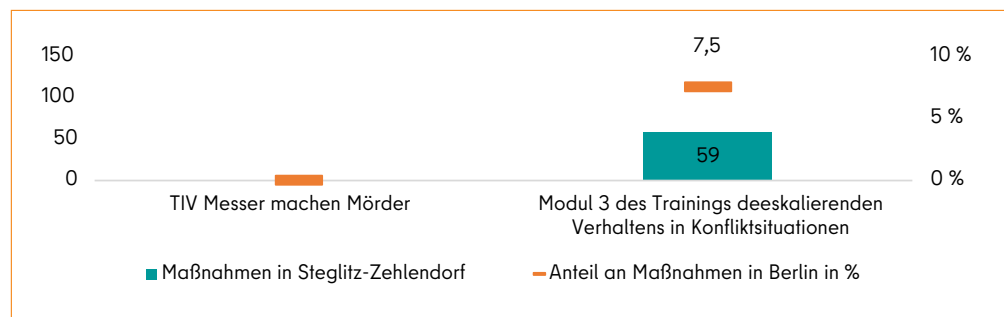 150
100
50
0
7,5
59
10 %
5 %
0 %
TIV Messer machen Mörder
Modul 3 des Trainings deeskalierenden
Verhaltens in Konfliktsituationen
Maßnahmen in Steglitz-Zehlendorf
Anteil an Maßnahmen in Berlin in %